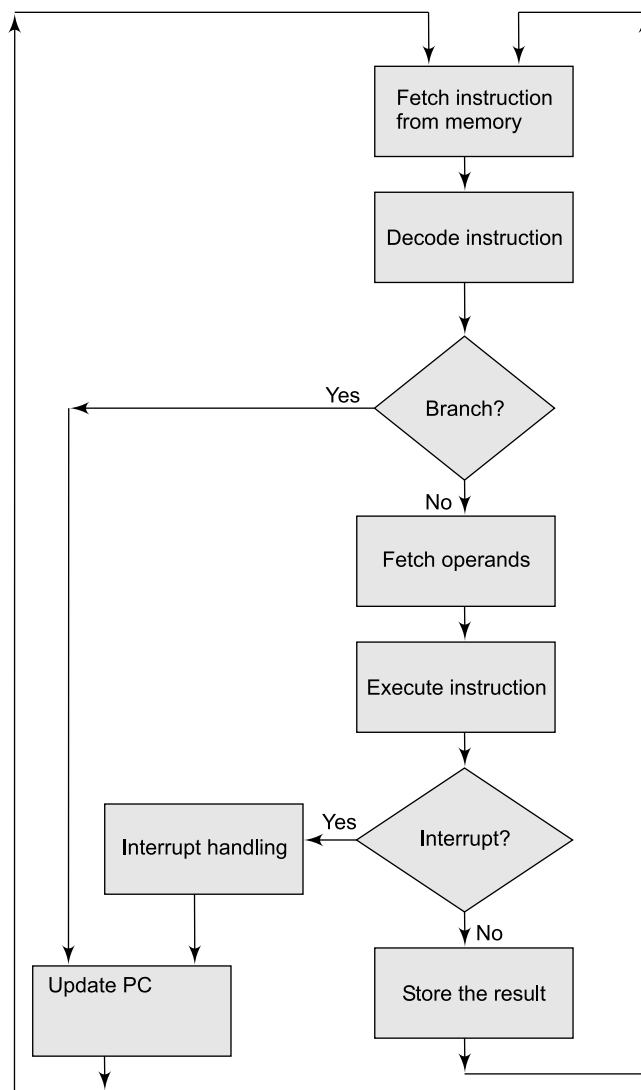 Fetch instruction
from memory
Decode instruction
Yes
Branch?
No
Fetch operands
Execute instruction
Interrupt handling
Yes
Interrupt?
No
Update PC
Store the result